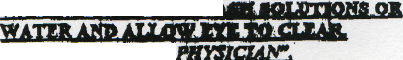 SOLUTIONS OR
WATER AND ALLOW EYE TO CLEAR.
PHYSICIAN".